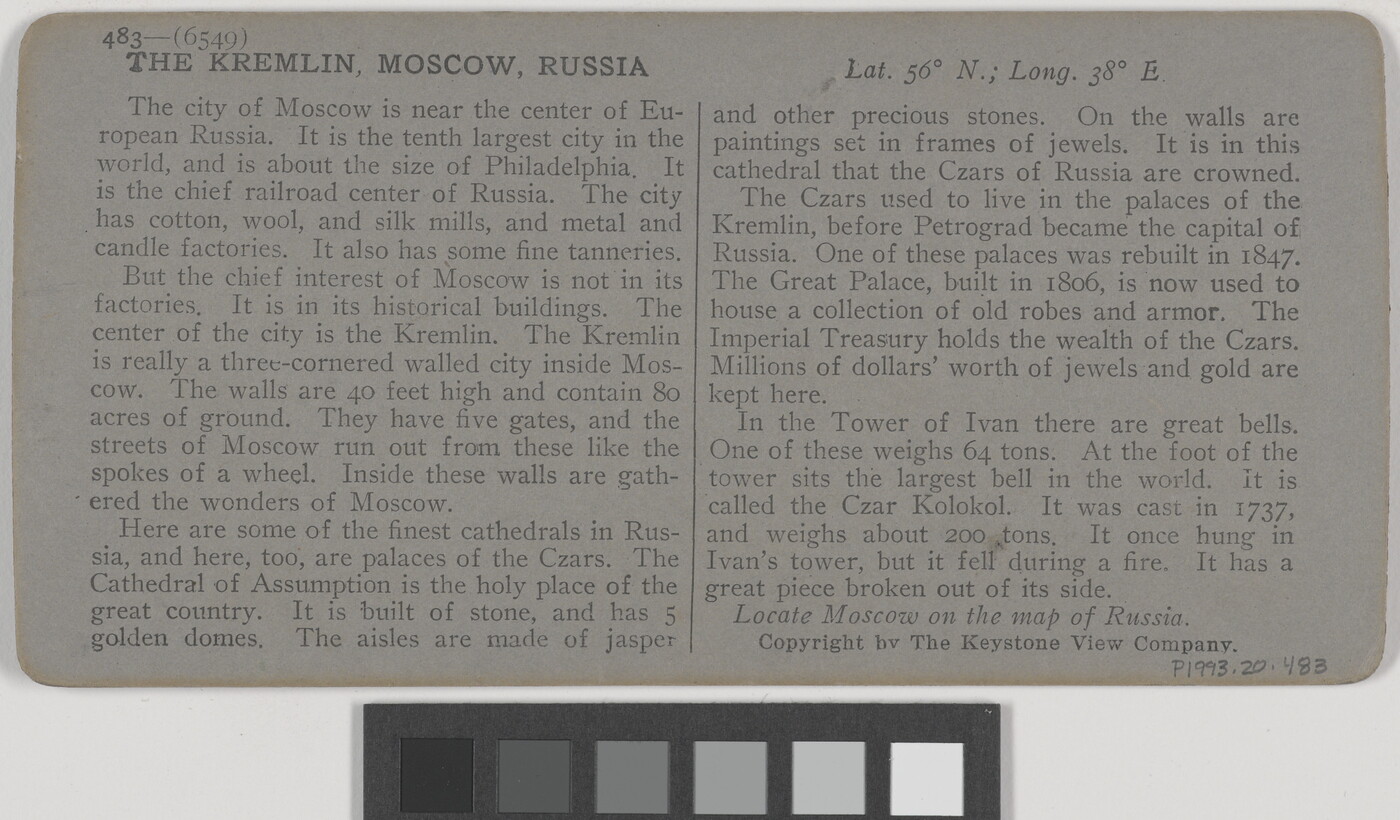 483—(6549)
THE KREMLIN, MOSCOW, RUSSIA
Lat. 56° N.; Long. 38° E.
The city of Moscow is near the center of Eu-
ropean Russia. It is the tenth largest city in the
world, and is about the size of Philadelphia. It
is the chief railroad center of Russia. The city
has cotton, wool, and silk mills, and metal and
candle factories. It also has some fine tanneries.
But the chief interest of Moscow is not in its
factories. It is in its historical buildings. The
center of the city is the Kremlin. The Kremlin
is really a three-cornered walled city inside Mos-
cow. The walls are 40 feet high and contain 80
acres of ground. They have five gates, and the
streets of Moscow run out from these like the
spokes of a wheel. Inside these walls are gath-
ered the wonders of Moscow.
Here are some of the finest cathedrals in Rus-
sia, and here, too, are palaces of the Czars. The
Cathedral of Assumption is the holy place of the
great country. It is built of stone, and has 5
golden domes. The aisles are made of jasper
and other precious stones. On the walls are
paintings set in frames of jewels. It is in this
cathedral that the Czars of Russia are crowned.
The Czars used to live in the palaces of the
Kremlin, before Petrograd became the capital of
Russia. One of these palaces was rebuilt in 1847.
The Great Palace, built in 1806, is now used to
house a collection of old robes and armor. The
Imperial Treasury holds the wealth of the Czars.
Millions of dollars' worth of jewels and gold are
kept here.
In the Tower of Ivan there are great bells.
One of these weighs 64 tons. At the foot of the
tower sits the largest bell in the world. It is
called the Czar Kolokol. It was cast in 1737,
and weighs about 200 tons. It once hung in
Ivan's tower, but it fell during a fire. It has a
great piece broken out of its side.
Locate Moscow on the map of Russia.
Copyright by The Keystone View Company.
P1993.20.483